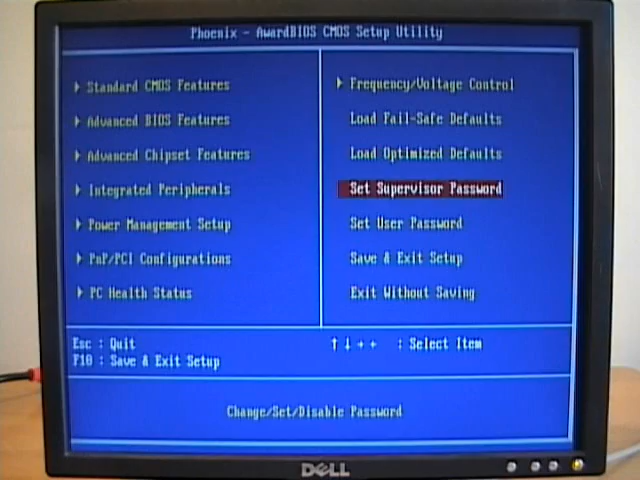 Phoenix - AwardBIOS CMOS Setup Utility
Standard CMOS Features
Advanced BIOS Features
Advanced Chipset Features
Integrated Peripherals
Power Management Setup
PnP/PCI Configurations
PC Health Status
Frequency/Voltage Control
Load Fail-Safe Defaults
Load Optimized Defaults
Set Supervisor Password
Set User Password
Save & Exit Setup
Exit Without Saving
Esc : Quit
F10 : Save & Exit Setup
↑ ↓ → ← : Select Item
Change/Set/Disable Password
DELL